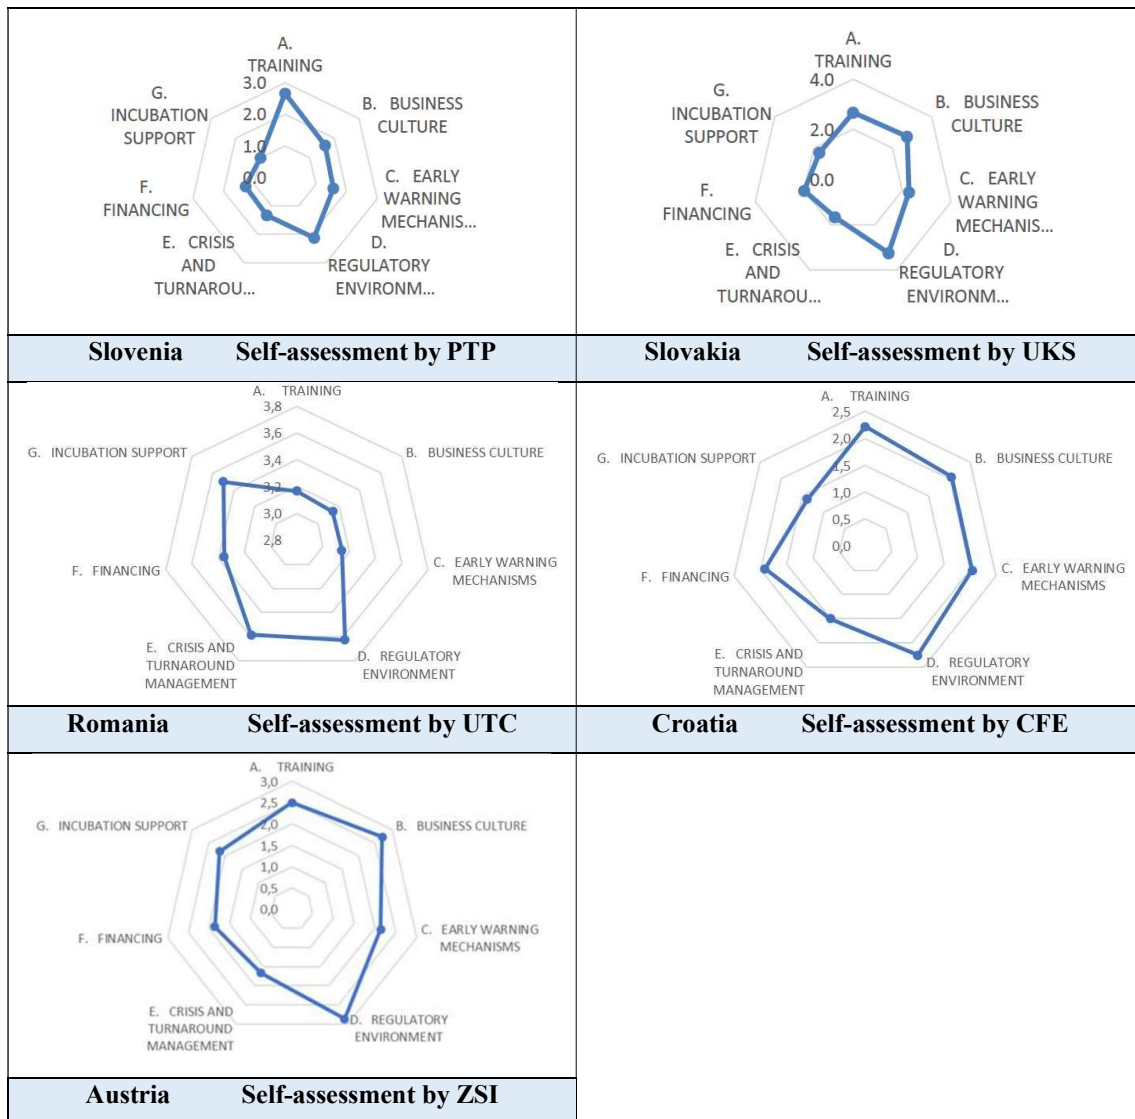 A.
TRAINING
3.0
2.0
1.0
0.0
B. BUSINESS
CULTURE
C. EARLY
WARNING
MECHANIS...
D.
REGULATORY
ENVIRONM...
E. CRISIS
AND
TURNAROU...
F.
FINANCING
G.
INCUBATION
SUPPORT
Slovenia Self-assessment by PTP
A.
TRAINING
4.0
2.0
0.0
B. BUSINESS
CULTURE
C. EARLY
WARNING
MECHANIS...
D.
REGULATORY
ENVIRONM...
E. CRISIS
AND
TURNAROU...
F.
FINANCING
G.
INCUBATION
SUPPORT
Slovakia Self-assessment by UKS
A. TRAINING
3,8
3,6
3,4
3,2
3,0
2,8
B. BUSINESS CULTURE
C. EARLY WARNING
MECHANISMS
D. REGULATORY
ENVIRONMENT
E. CRISIS AND
TURNAROUND
MANAGEMENT
F. FINANCING
G. INCUBATION SUPPORT
Romania Self-assessment by UTC
A. TRAINING
2,5
2,0
1,5
1,0
0,5
0,0
B. BUSINESS CULTURE
C. EARLY WARNING
MECHANISMS
D. REGULATORY
ENVIRONMENT
E. CRISIS AND
TURNAROUND
MANAGEMENT
F. FINANCING
G. INCUBATION SUPPORT
Croatia Self-assessment by CFE
A. TRAINING
3,0
2,5
2,0
1,5
1,0
0,5
0,0
B. BUSINESS CULTURE
C. EARLY WARNING
MECHANISMS
D. REGULATORY
ENVIRONMENT
E. CRISIS AND
TURNAROUND
MANAGEMENT
F. FINANCING
G. INCUBATION SUPPORT
Austria Self-assessment by ZSI